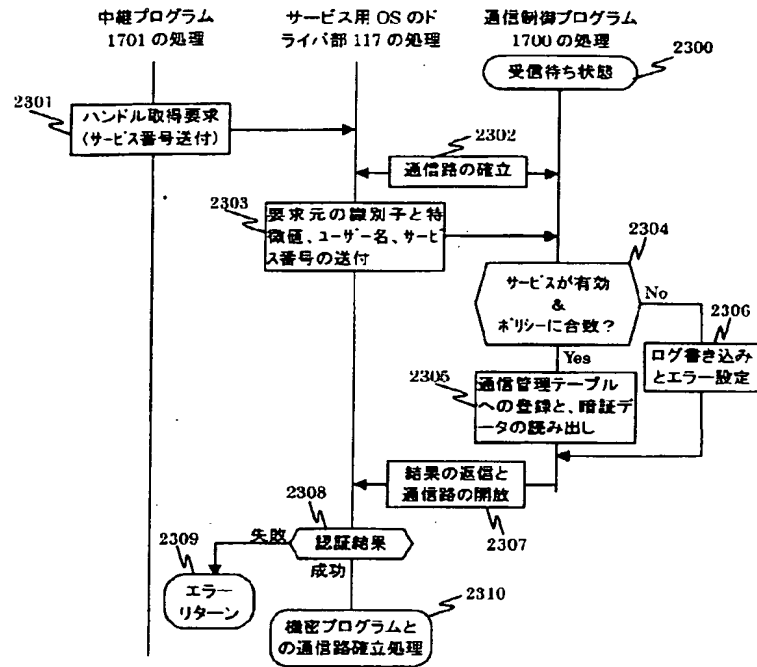 中継プログラム
1701 の処理
サービス用 OS のド
ライバ部 117 の処理
通信制御プログラム
1700 の処理
受信待ち状態
2300
2301
ハンドル取得要求
(サービス番号送付)
2302
通信路の確立
2303
要求元の識別子と特
徴値、ユーザー名、サービ
ス番号の送付
2304
サービスが有効
&
ポリシーに合致?
No
2306
Yes
ログ書き込み
とエラー設定
2305
通信管理テーブル
への登録と、暗証デ
ータの読み出し
結果の返信と
通信路の開放
2307
2308
認証結果
失敗
2309
成功
エラー
リターン
2310
機密プログラムと
の通信路確立処理